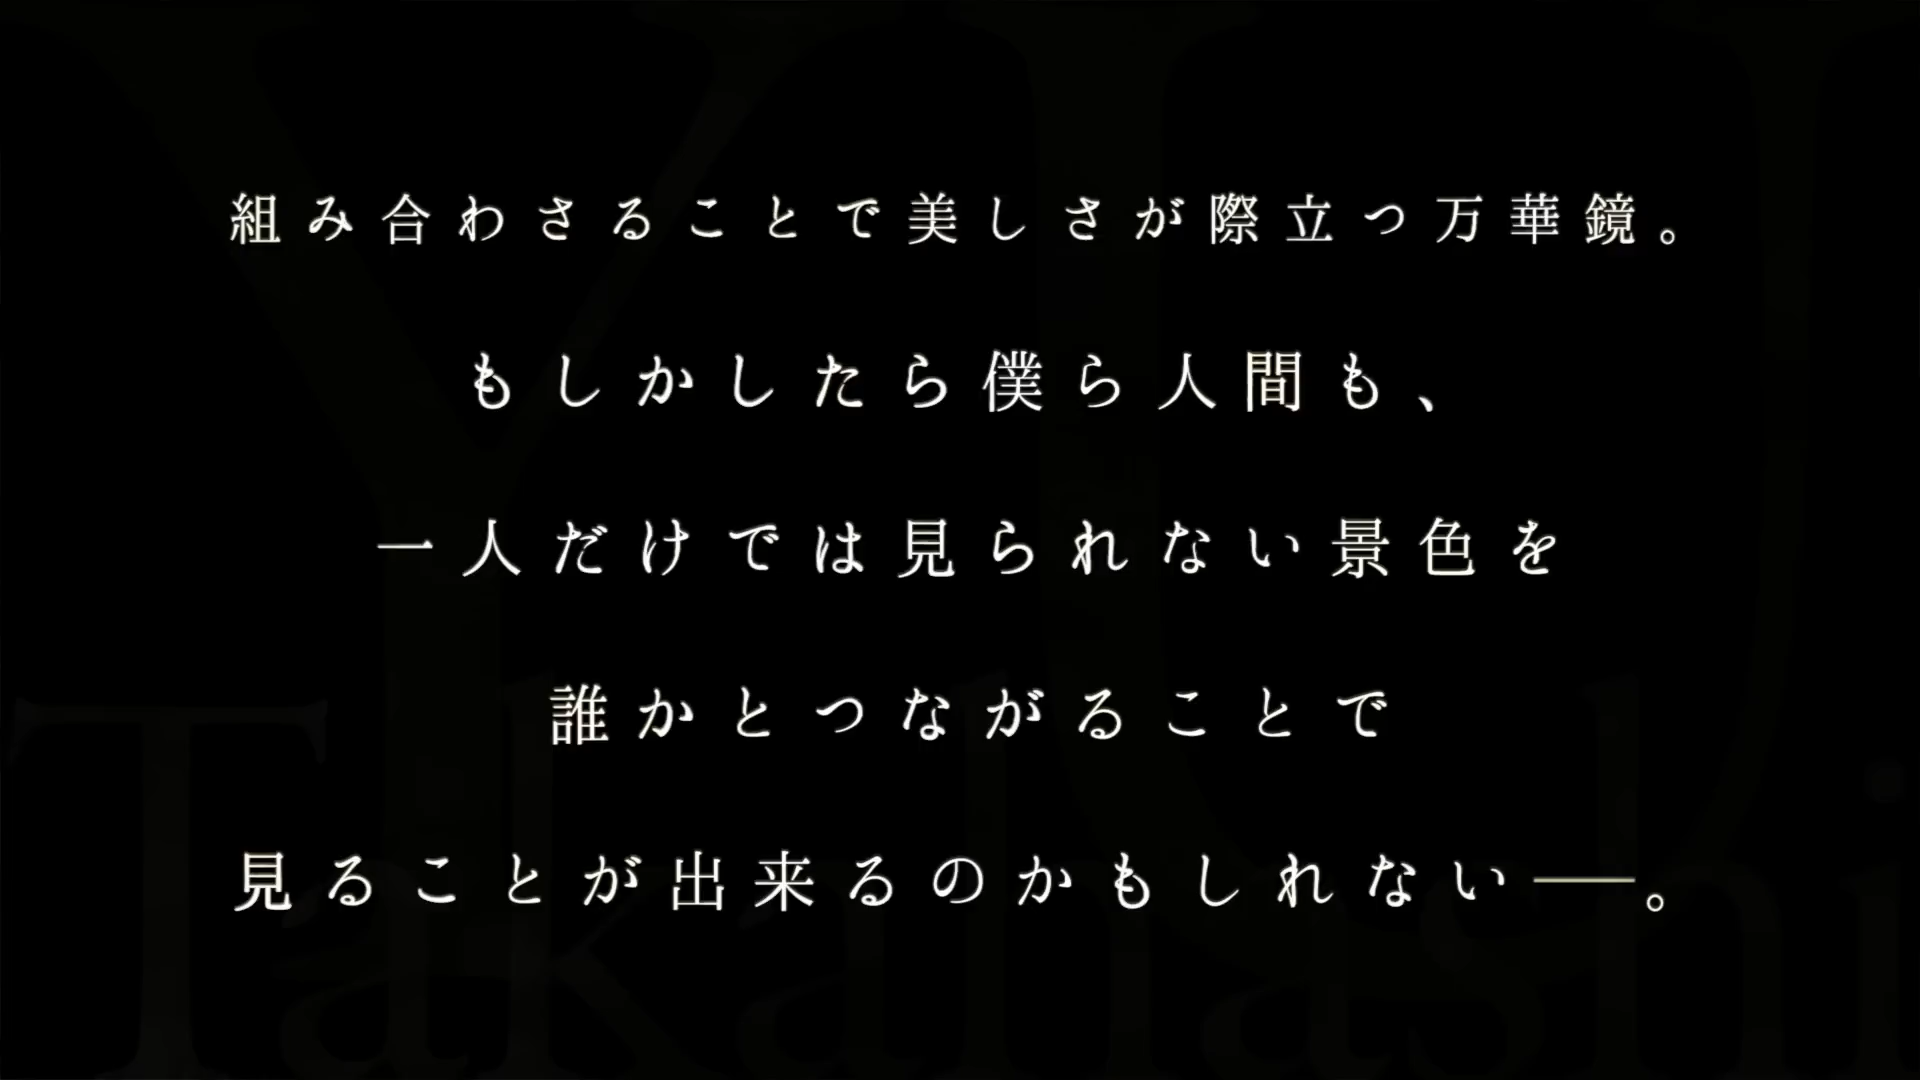 組み合わさることで美しさが際立つ万華鏡。
もしかしたら僕ら人間も、
一人だけでは見られない景色を
誰かとつながることで
見ることが出来るのかもしれない――。
YU
Takahashi